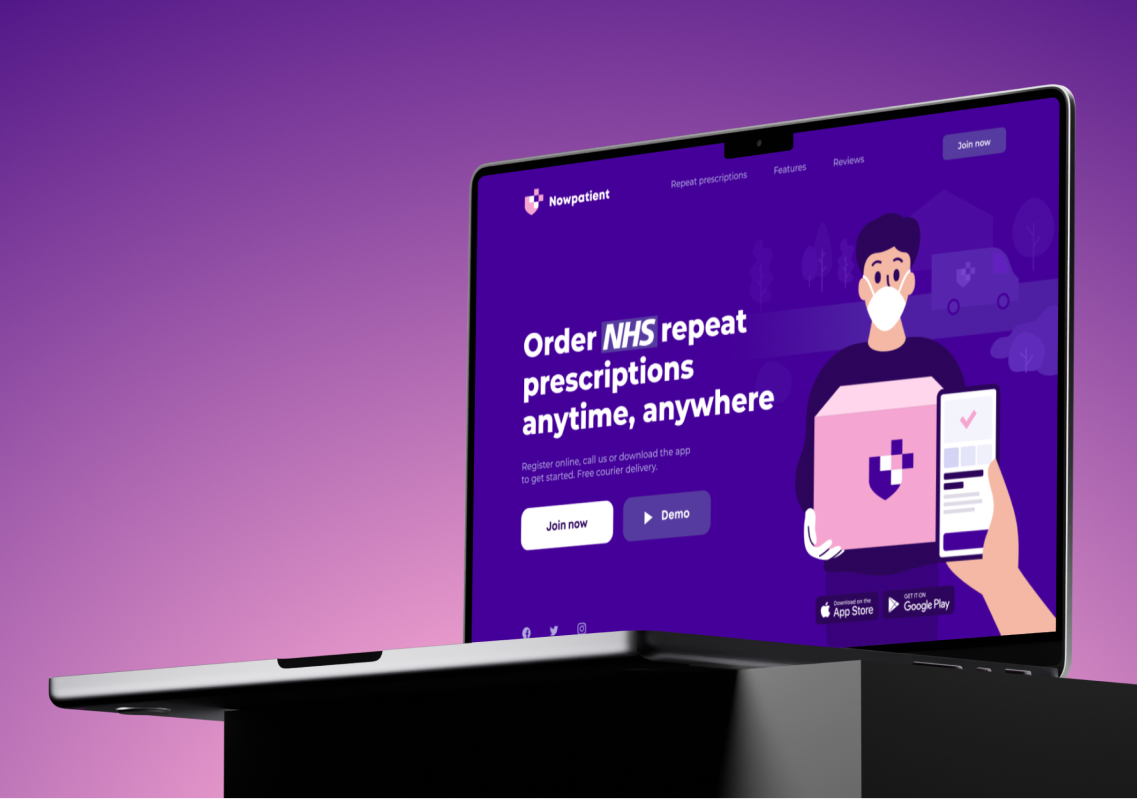 Nowpatient
Repeat prescriptions
Features
Reviews
Join now
Order NHS repeat
prescriptions
anytime, anywhere
Register online, call us or download the app
to get started. Free courier delivery.
Join now
Demo
Download on the
App Store
GET IT ON
Google Play